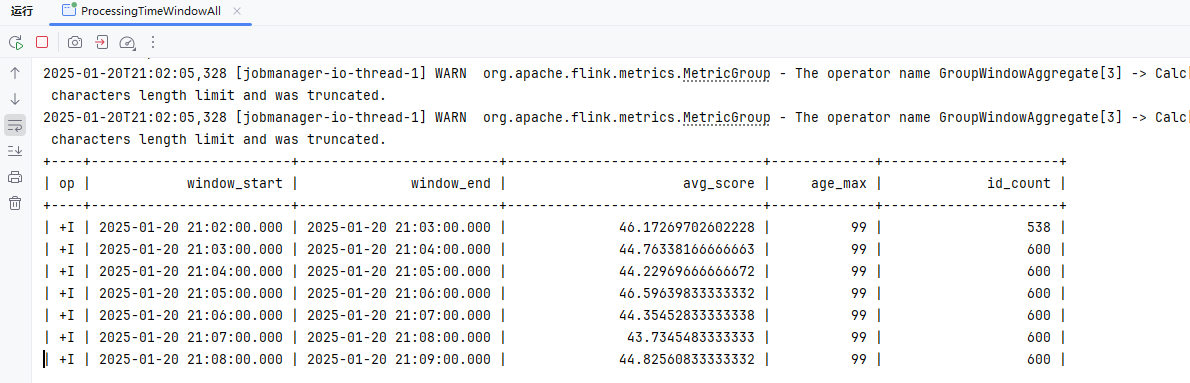 运行 ProcessingTimeWindowAll
2025-01-20T21:02:05,328 [jobmanager-io-thread-1] WARN  org.apache.flink.metrics.MetricGroup - The operator name GroupWindowAggregate[3] -> Calc[
 characters length limit and was truncated.
2025-01-20T21:02:05,328 [jobmanager-io-thread-1] WARN  org.apache.flink.metrics.MetricGroup - The operator name GroupWindowAggregate[3] -> Calc[
 characters length limit and was truncated.
+----+-------------------------+-------------------------+--------------------------------+-------------+----------------------+
| op |            window_start |              window_end |                      avg_score |     age_max |             id_count |
+----+-------------------------+-------------------------+--------------------------------+-------------+----------------------+
| +I | 2025-01-20 21:02:00.000 | 2025-01-20 21:03:00.000 |              46.17269702602228 |          99 |                  538 |
| +I | 2025-01-20 21:03:00.000 | 2025-01-20 21:04:00.000 |              44.76338166666663 |          99 |                  600 |
| +I | 2025-01-20 21:04:00.000 | 2025-01-20 21:05:00.000 |              44.22969666666672 |          99 |                  600 |
| +I | 2025-01-20 21:05:00.000 | 2025-01-20 21:06:00.000 |              46.59639833333332 |          99 |                  600 |
| +I | 2025-01-20 21:06:00.000 | 2025-01-20 21:07:00.000 |              44.35452833333338 |          99 |                  600 |
| +I | 2025-01-20 21:07:00.000 | 2025-01-20 21:08:00.000 |               43.7345483333333 |          99 |                  600 |
| +I | 2025-01-20 21:08:00.000 | 2025-01-20 21:09:00.000 |              44.82560833333332 |          99 |                  600 |